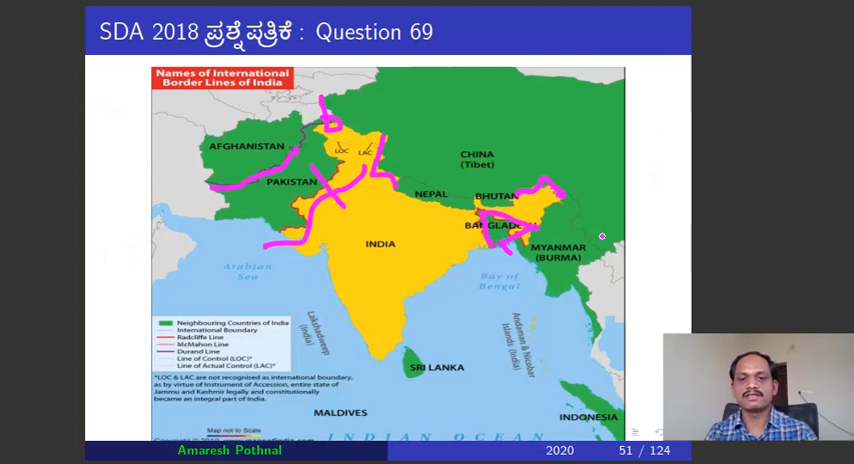 SDA 2018 ಪ್ರಶ್ನೆಪತ್ರಿಕೆ : Question 69
Names of International
Border Lines of India
AFGHANISTAN
LOC
LAC
CHINA
(Tibet)
PAKISTAN
NEPAL
BHUTAN
BANGLADESH
INDIA
MYANMAR
(BURMA)
Arabian
Sea
Bay of
Bengal
Lakshadweep
(India)
Andaman & Nicobar
Islands (India)
Neighbouring Countries of India
International Boundary
Radcliffe Line
McMahon Line
Durand Line
Line of Control (LOC)*
Line of Actual Control (LAC)*
*LOC & LAC are not recognised as international boundary,
as by virtue of Instrument of Accession, entire state of
Jammu and Kashmir legally and constitutionally
became an integral part of India.
SRI LANKA
MALDIVES
INDONESIA
Map not to Scale
INDIAN OCEAN
Amaresh Pothnal
2020
51 / 124